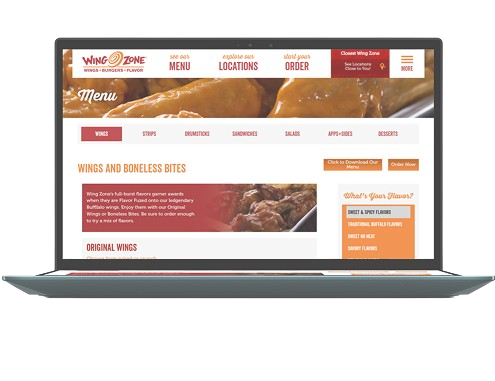 WING ZONE
WINGS • BURGERS • FLAVOR
see our
MENU
explore our
LOCATIONS
start your
ORDER
Closest Wing Zone
See Locations
Close to You!
MORE
Menu
WINGS
STRIPS
DRUMSTICKS
SANDWICHES
SALADS
APPS+SIDES
DESSERTS
WINGS AND BONELESS BITES
Click to Download Our
Menu
Order Now
Wing Zone's full-burst flavors garner awards
when they are Flavor Fused onto our ledgendary
Bufflalo wings. Enjoy them with our Original
Wings or Boneless Bites. Be sure to order enough
to try a mix of flavors.
What's Your Flavor?
SWEET & SPICY FLAVORS
TRADITIONAL BUFFALO FLAVORS
SWEET NO HEAT
SAVORY FLAVORS
ORIGINAL WINGS